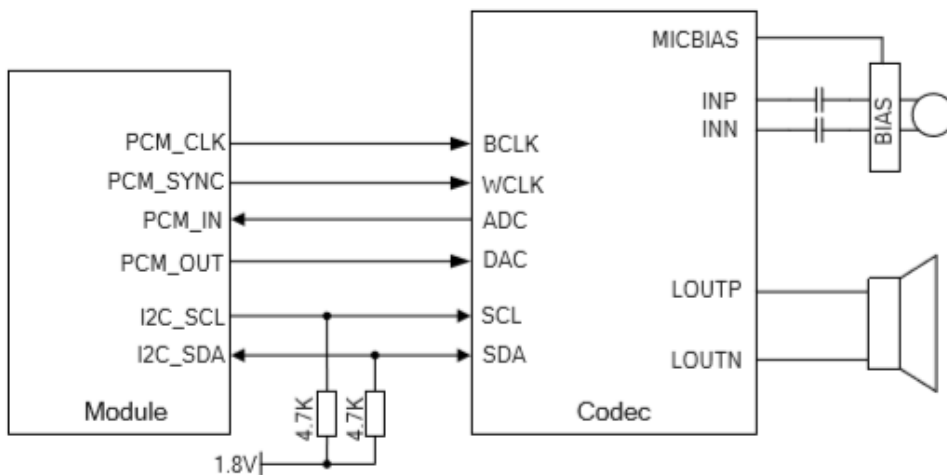 MICBIAS
INP
INN
BIAS
PCM_CLK
BCLK
PCM_SYNC
WCLK
PCM_IN
ADC
PCM_OUT
DAC
LOUTP
I2C_SCL
SCL
I2C_SDA
SDA
LOUTN
4.7K
4.7K
Module
Codec
1.8V